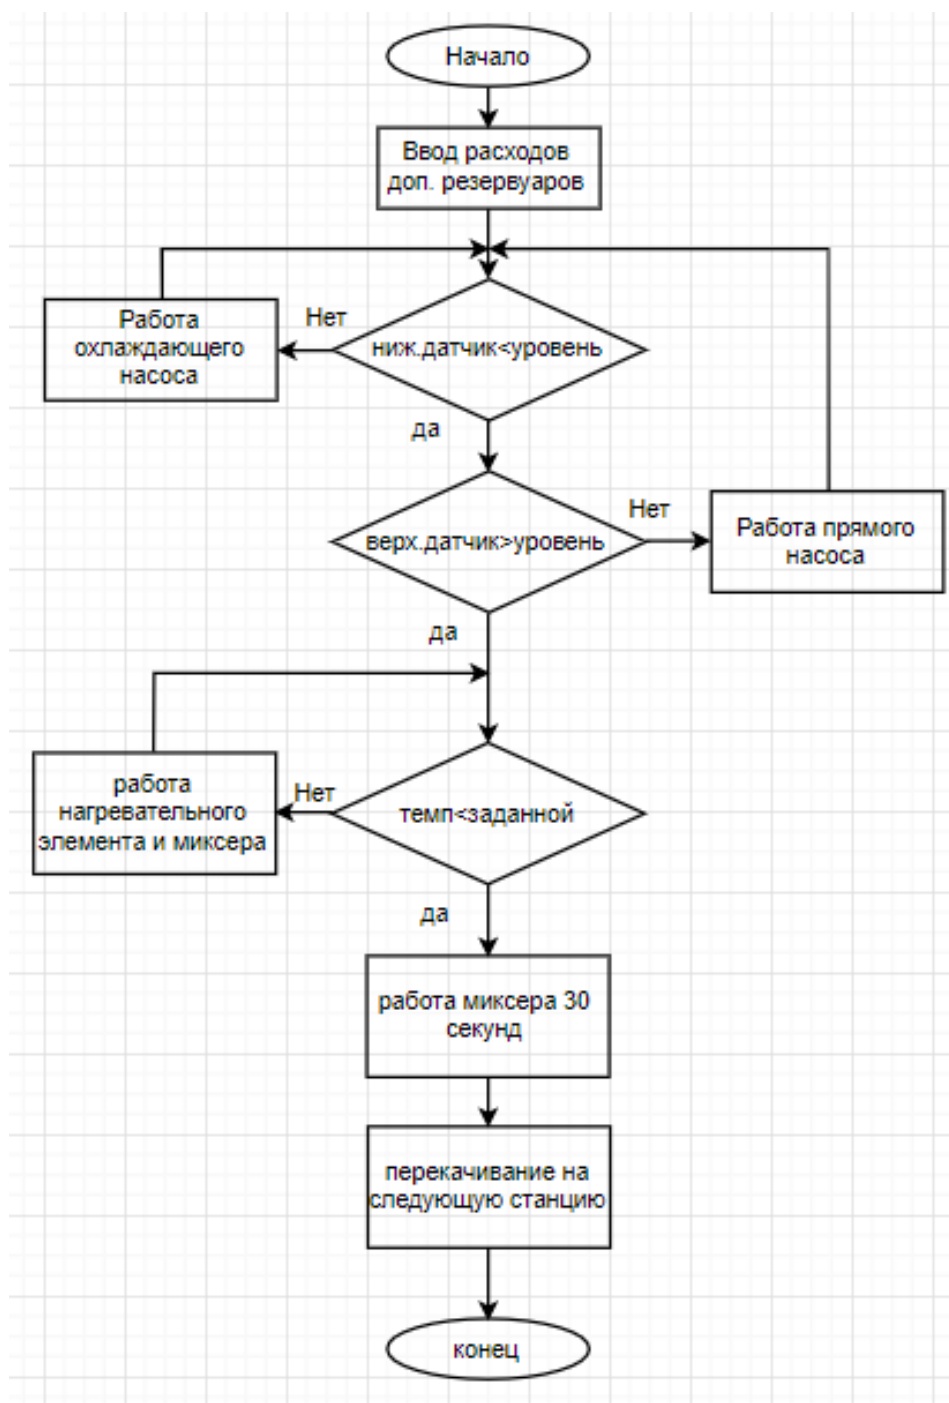 Начало
Ввод расходов
доп. резервуаров
Работа
охлаждающего
насоса
Нет
ниж.датчик<уровень
да
верх.датчик>уровень
Нет
Работа прямого
насоса
да
работа
нагревательного
элемента и миксера
Нет
темп<заданной
да
работа миксера 30
секунд
перекачивание на
следующую станцию
конец